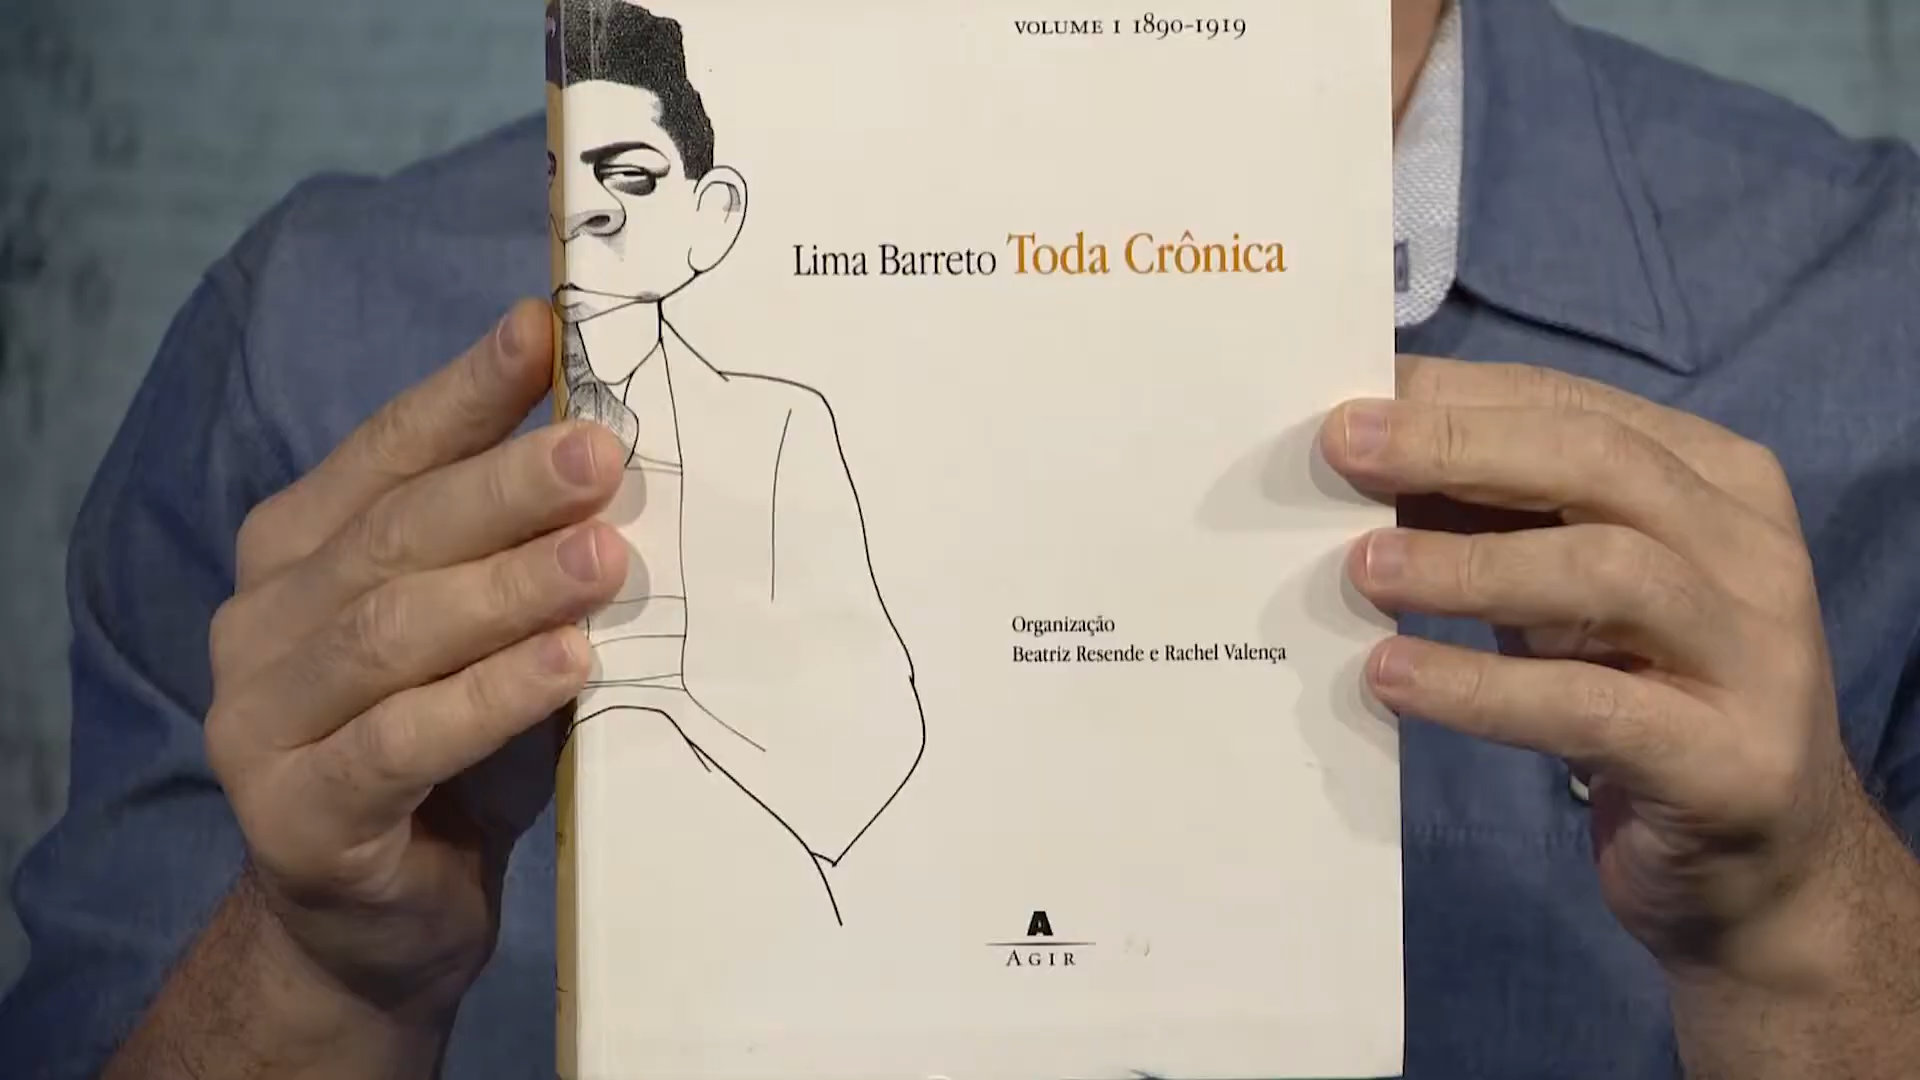 VOLUME I 1890-1919
Lima Barreto Toda Crônica
Organização
Beatriz Resende e Rachel Valença
A
AGIR